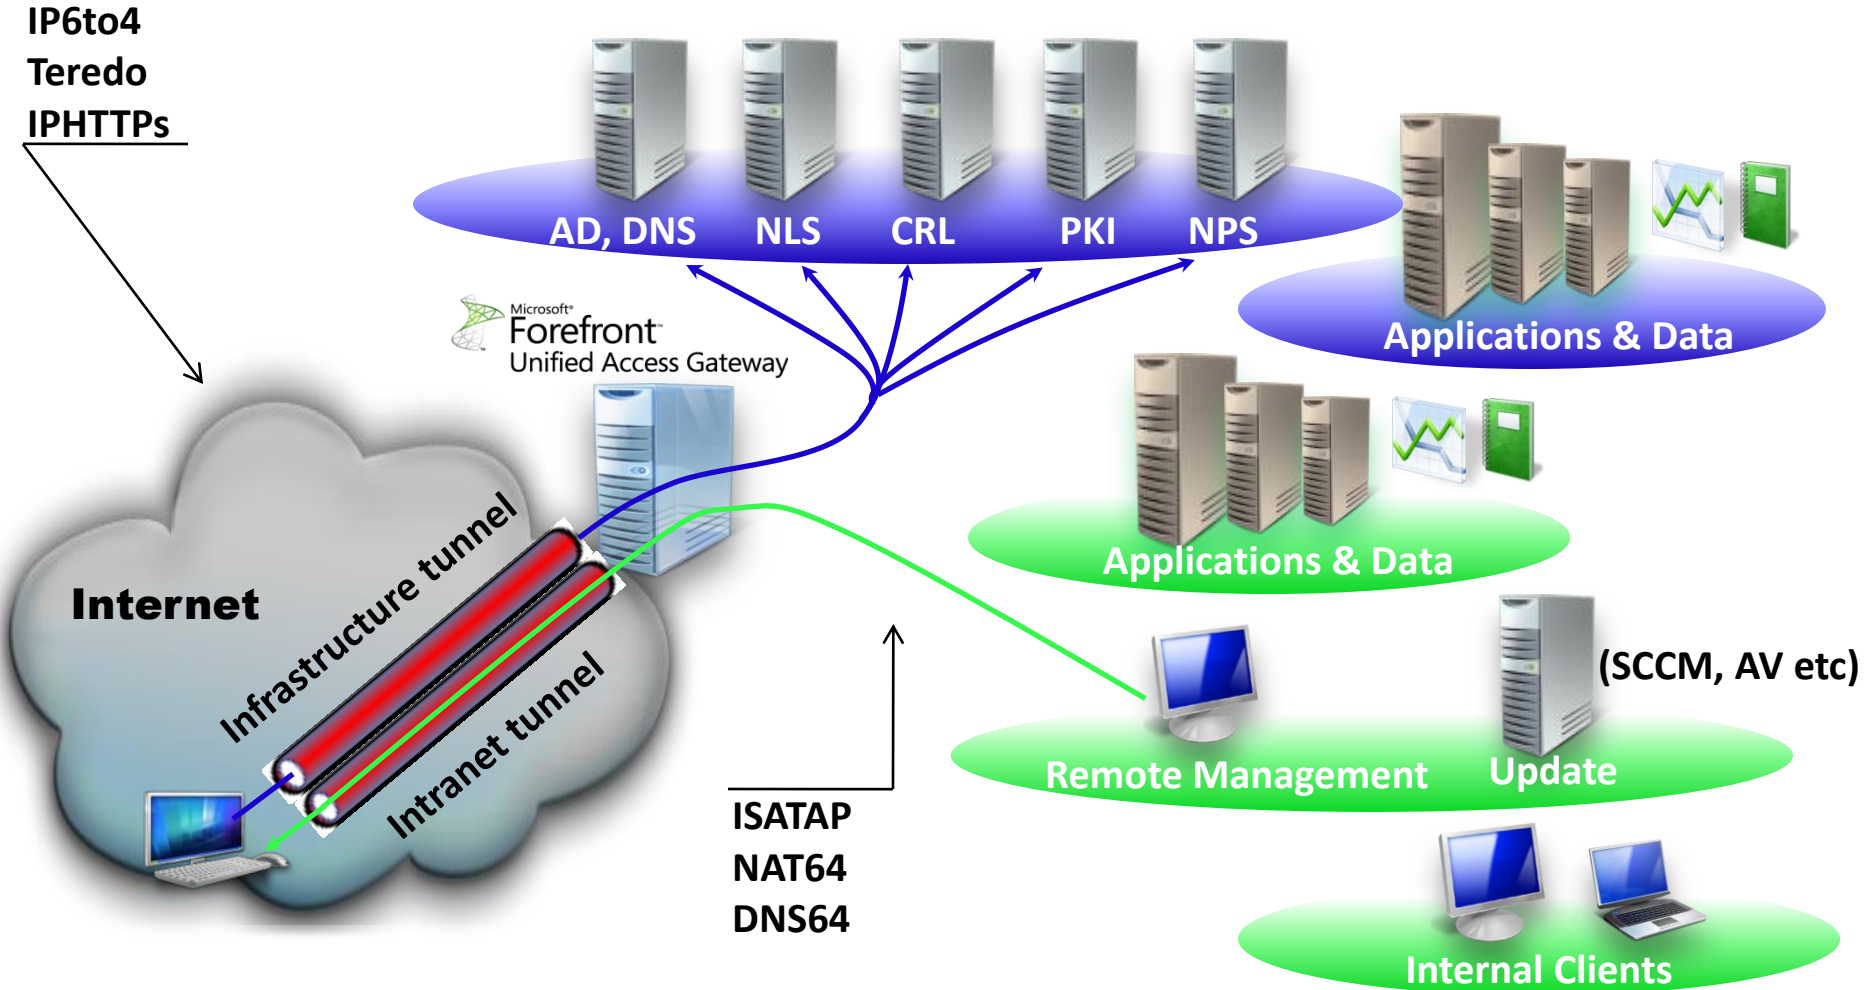 IP6to4
Teredo
IPHTTPs
AD, DNS
NLS
CRL
PKI
NPS
Microsoft®
Forefront™
Unified Access Gateway
Applications & Data
Applications & Data
Internet
Infrastructure tunnel
Intranet tunnel
(SCCM, AV etc)
Remote Management
Update
ISATAP
NAT64
DNS64
Internal Clients